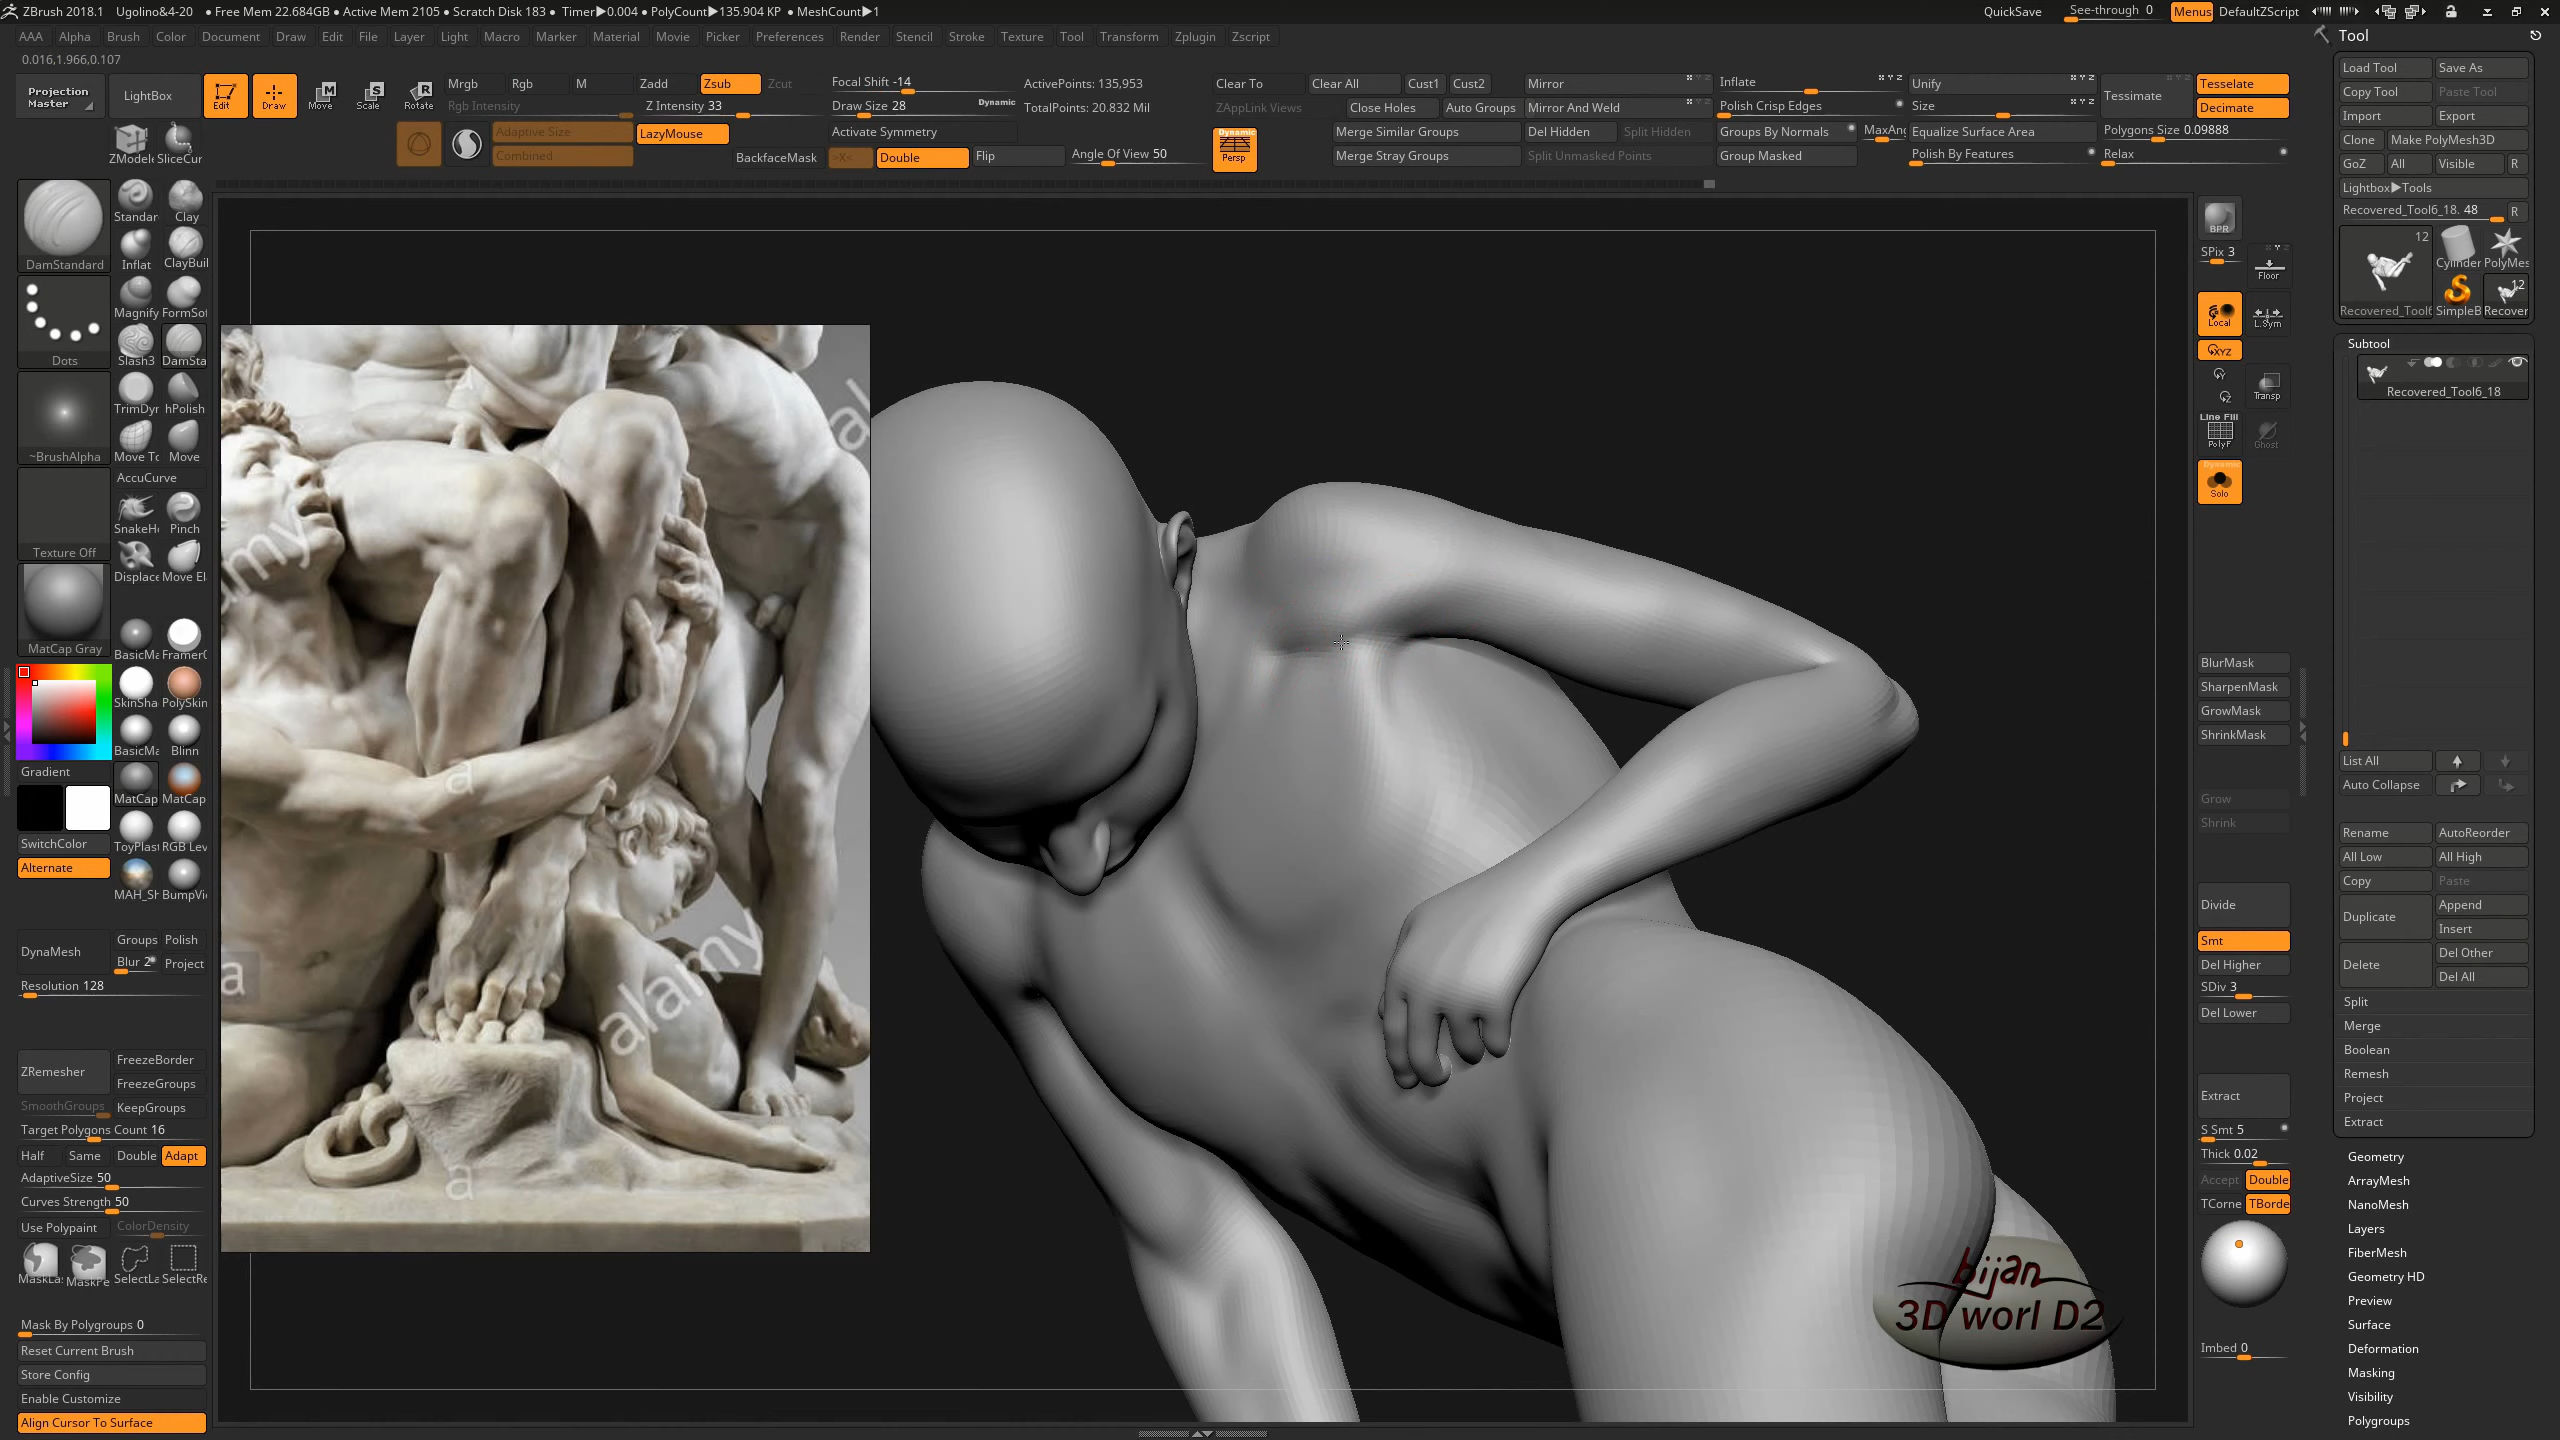 ZBrush 2018.1 Ugolino&4-20 • Free Mem 22.684GB • Active Mem 2105 • Scratch Disk 183 • Timer▶0.004 • PolyCount▶135.904 KP • MeshCount▶1
QuickSave See-through 0 Menus DefaultZScript
AAA Alpha Brush Color Document Draw Edit File Layer Light Macro Marker Material Movie Picker Preferences Render Stencil Stroke Texture Tool Transform Zplugin Zscript
0.016,1.966,0.107
Projection Master
LightBox
Edit Draw Move Scale Rotate
Mrgb Rgb M Zadd Zsub Zcut
Rgb Intensity Z Intensity 33
Focal Shift -14
Draw Size 28 Dynamic
ActivePoints: 135,953
TotalPoints: 20.832 Mil
Clear To Clear All Cust1 Cust2 Mirror Inflate Unify Tessimate Tesselate
ZAppLink Views Close Holes Auto Groups Mirror And Weld Polish Crisp Edges Size Decimate
ZModel SliceCur
Adaptive Size
Combined
LazyMouse
BackfaceMask
Activate Symmetry
>X< Double Flip
Angle Of View 50
Dynamic
Persp
Merge Similar Groups Del Hidden Split Hidden Groups By Normals MaxAng Equalize Surface Area Polygons Size 0.09888
Merge Stray Groups Split Unmasked Points Group Masked Polish By Features Relax
DamStandard
Dots
~BrushAlpha
Texture Off
MatCap Gray
Gradient
SwitchColor
Alternate
Standar Clay
Inflat ClayBuil
Magnify FormSof
Slash3 DamSta
TrimDyn hPolish
Move To Move
AccuCurve
SnakeHo Pinch
Displace Move El
BasicMa Framer0
SkinSha PolySkin
BasicMa Blinn
MatCap MatCap
ToyPlast RGB Lev
MAH_Sh BumpVi
DynaMesh
Groups Polish
Blur 2 Project
Resolution 128
ZRemesher
FreezeBorder
FreezeGroups
SmoothGroups KeepGroups
Target Polygons Count 16
Half Same Double Adapt
AdaptiveSize 50
Curves Strength 50
Use Polypaint ColorDensity
MaskLa MaskPe SelectLa SelectRe
Mask By Polygroups 0
Reset Current Brush
Store Config
Enable Customize
Align Cursor To Surface
alamy
a
alamy
a
a
bijan
3D worl D2
BPR
SPix 3
Floor
Local
L.Sym
XYZ
Transp
Line Fill
PolyF
Ghost
Dynamic
Solo
BlurMask
SharpenMask
GrowMask
ShrinkMask
Grow
Shrink
Divide
Smt
Del Higher
SDiv 3
Del Lower
Extract
S Smt 5
Thick 0.02
Accept Double
TCorne TBorde
Imbed 0
Tool
Load Tool Save As
Copy Tool Paste Tool
Import Export
Clone Make PolyMesh3D
GoZ All Visible R
Lightbox▶Tools
Recovered_Tool6_18. 48 R
12
Cylinder PolyMes
12
Recovered_Tool6 SimpleB Recover
Subtool
Recovered_Tool6_18
List All
Auto Collapse
Rename AutoReorder
All Low All High
Copy Paste
Duplicate Append
Insert
Delete Del Other
Del All
Split
Merge
Boolean
Remesh
Project
Extract
Geometry
ArrayMesh
NanoMesh
Layers
FiberMesh
Geometry HD
Preview
Surface
Deformation
Masking
Visibility
Polygroups